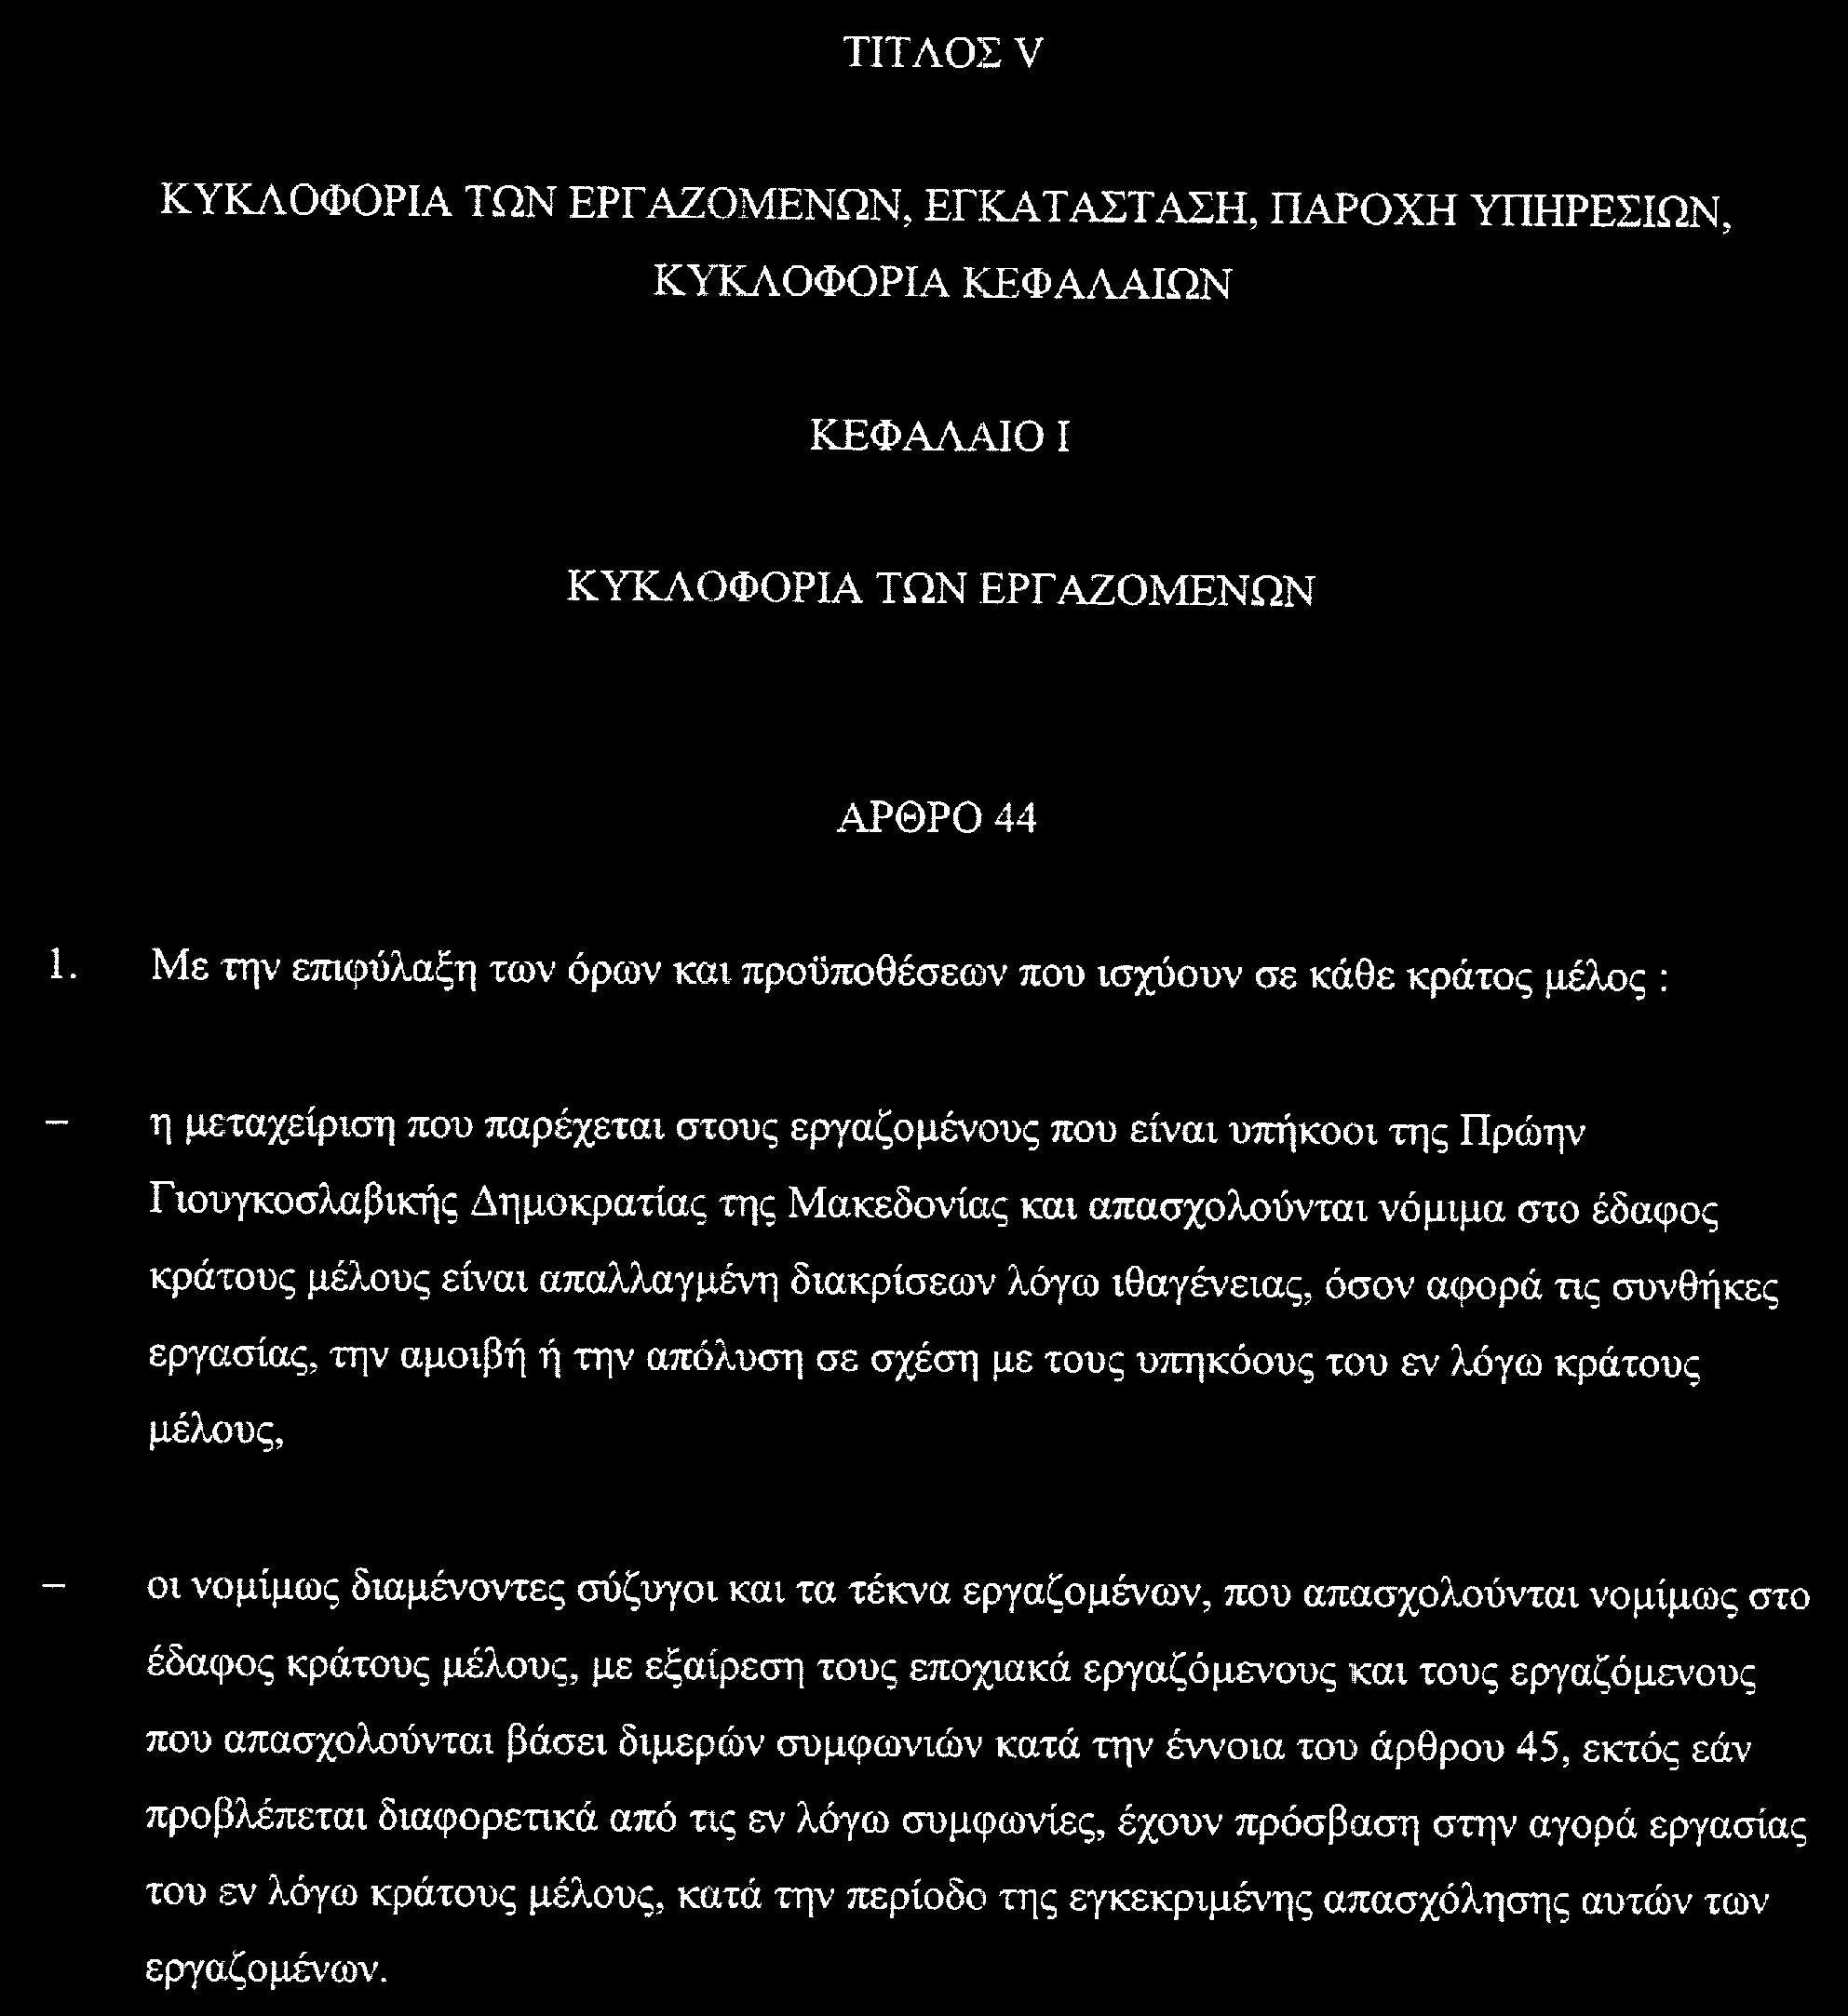 ΤΙΤΛΟΣ V
ΚΥΚΛΟΦΟΡΙΑ ΤΩΝ ΕΡΓΑΖΟΜΕΝΩΝ, ΕΓΚΑΤΑΣΤΑΣΗ, ΠΑΡΟΧΗ ΥΠΗΡΕΣΙΩΝ,
ΚΥΚΛΟΦΟΡΙΑ ΚΕΦΑΛΑΙΩΝ
ΚΕΦΑΛΑΙΟ Ι
ΚΥΚΛΟΦΟΡΙΑ ΤΩΝ ΕΡΓΑΖΟΜΕΝΩΝ
ΑΡΘΡΟ 44
1. Με την επιφύλαξη των όρων και προϋποθέσεων που ισχύουν σε κάθε κράτος μέλος :
– η μεταχείριση που παρέχεται στους εργαζομένους που είναι υπήκοοι της Πρώην
Γιουγκοσλαβικής Δημοκρατίας της Μακεδονίας και απασχολούνται νόμιμα στο έδαφος
κράτους μέλους είναι απαλλαγμένη διακρίσεων λόγω ιθαγένειας, όσον αφορά τις συνθήκες
εργασίας, την αμοιβή ή την απόλυση σε σχέση με τους υπηκόους του εν λόγω κράτους
μέλους,
– οι νομίμως διαμένοντες σύζυγοι και τα τέκνα εργαζομένων, που απασχολούνται νομίμως στο
έδαφος κράτους μέλους, με εξαίρεση τους εποχιακά εργαζόμενους και τους εργαζόμενους
που απασχολούνται βάσει διμερών συμφωνιών κατά την έννοια του άρθρου 45, εκτός εάν
προβλέπεται διαφορετικά από τις εν λόγω συμφωνίες, έχουν πρόσβαση στην αγορά εργασίας
του εν λόγω κράτους μέλους, κατά την περίοδο της εγκεκριμένης απασχόλησης αυτών των
εργαζομένων.